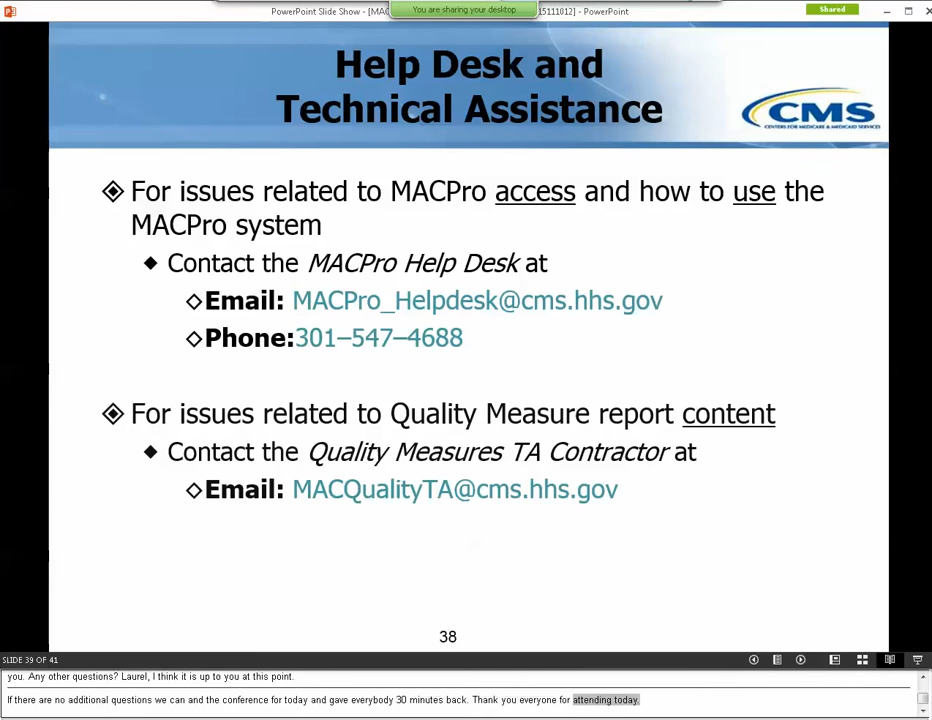 PowerPoint Slide Show - [MAC
You are sharing your desktop
15111012] - PowerPoint
Shared
Help Desk and
Technical Assistance
CMS
CENTERS FOR MEDICARE & MEDICAID SERVICES
For issues related to MACPro access and how to use the
MACPro system
Contact the MACPro Help Desk at
Email: MACPro_Helpdesk@cms.hhs.gov
Phone:301–547–4688
For issues related to Quality Measure report content
Contact the Quality Measures TA Contractor at
Email: MACQualityTA@cms.hhs.gov
38
SLIDE 39 OF 41
you. Any other questions? Laurel, I think it is up to you at this point.
If there are no additional questions we can and the conference for today and gave everybody 30 minutes back. Thank you everyone for attending today.